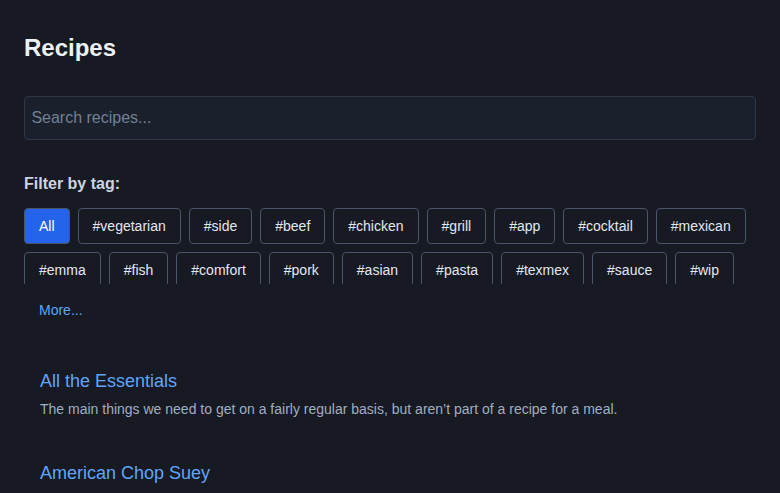 Recipes
Search recipes...
Filter by tag:
All #vegetarian #side #beef #chicken #grill #app #cocktail #mexican
#emma #fish #comfort #pork #asian #pasta #texmex #sauce #wip
More...
All the Essentials
The main things we need to get on a fairly regular basis, but aren’t part of a recipe for a meal.
American Chop Suey